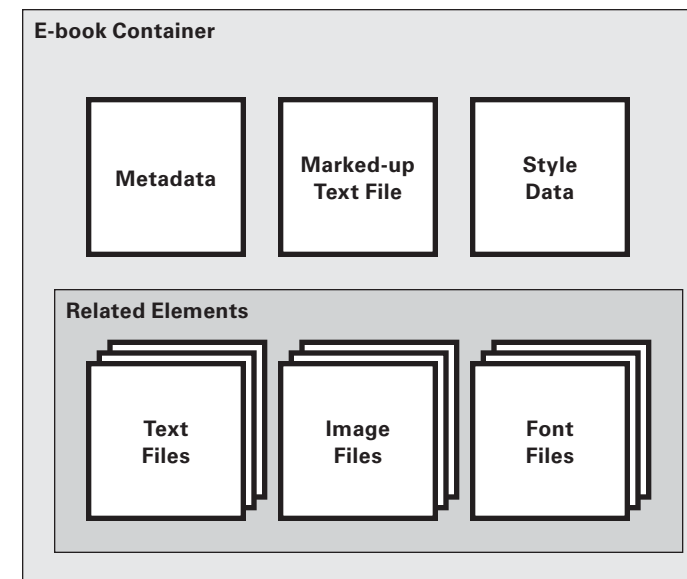 E-book Container
Metadata
Marked-up
Text File
Style
Data
Related Elements
Text
Files
Image
Files
Font
Files